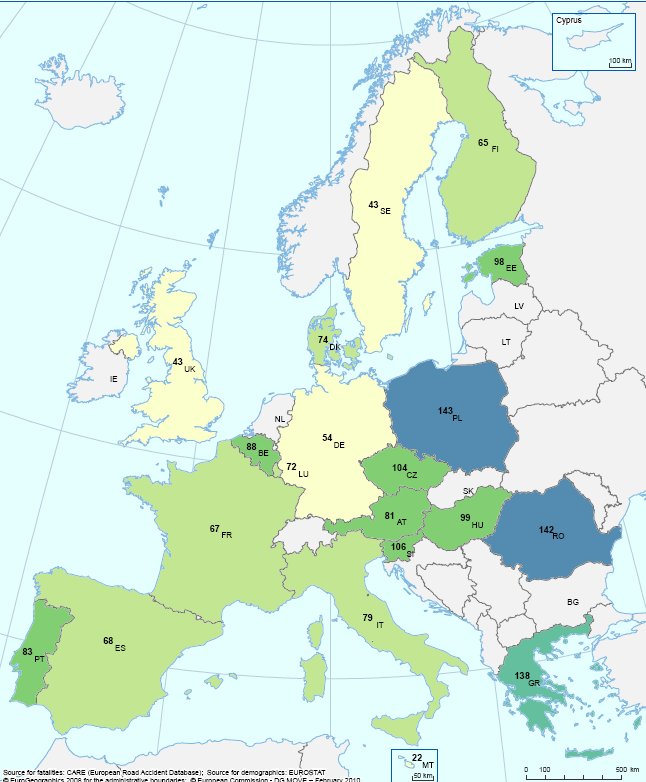 Cyprus
100 km
65 FI
43 SE
98 EE
LV
74 DK
LT
43 UK
IE
143 PL
NL
54 DE
88 BE
72 LU
104 CZ
SK
81 AT
99 HU
67 FR
142 RO
106 SI
BG
79 IT
68 ES
83 PT
138 GR
22 MT
50 km
0 100 500 km
Source for fatalities: CARE (European Road Accident Database); Source for demographics: EUROSTAT
© EuroGeographics 2008 for the administrative boundaries; © European Commission - DG MOVE – February 2010